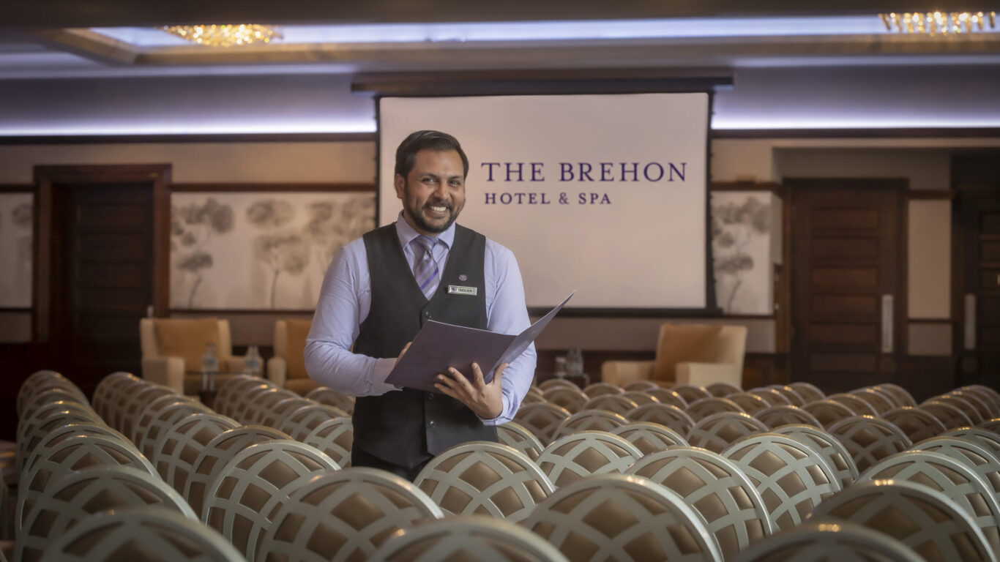 THE BREHON
HOTEL & SPA
IMRAN